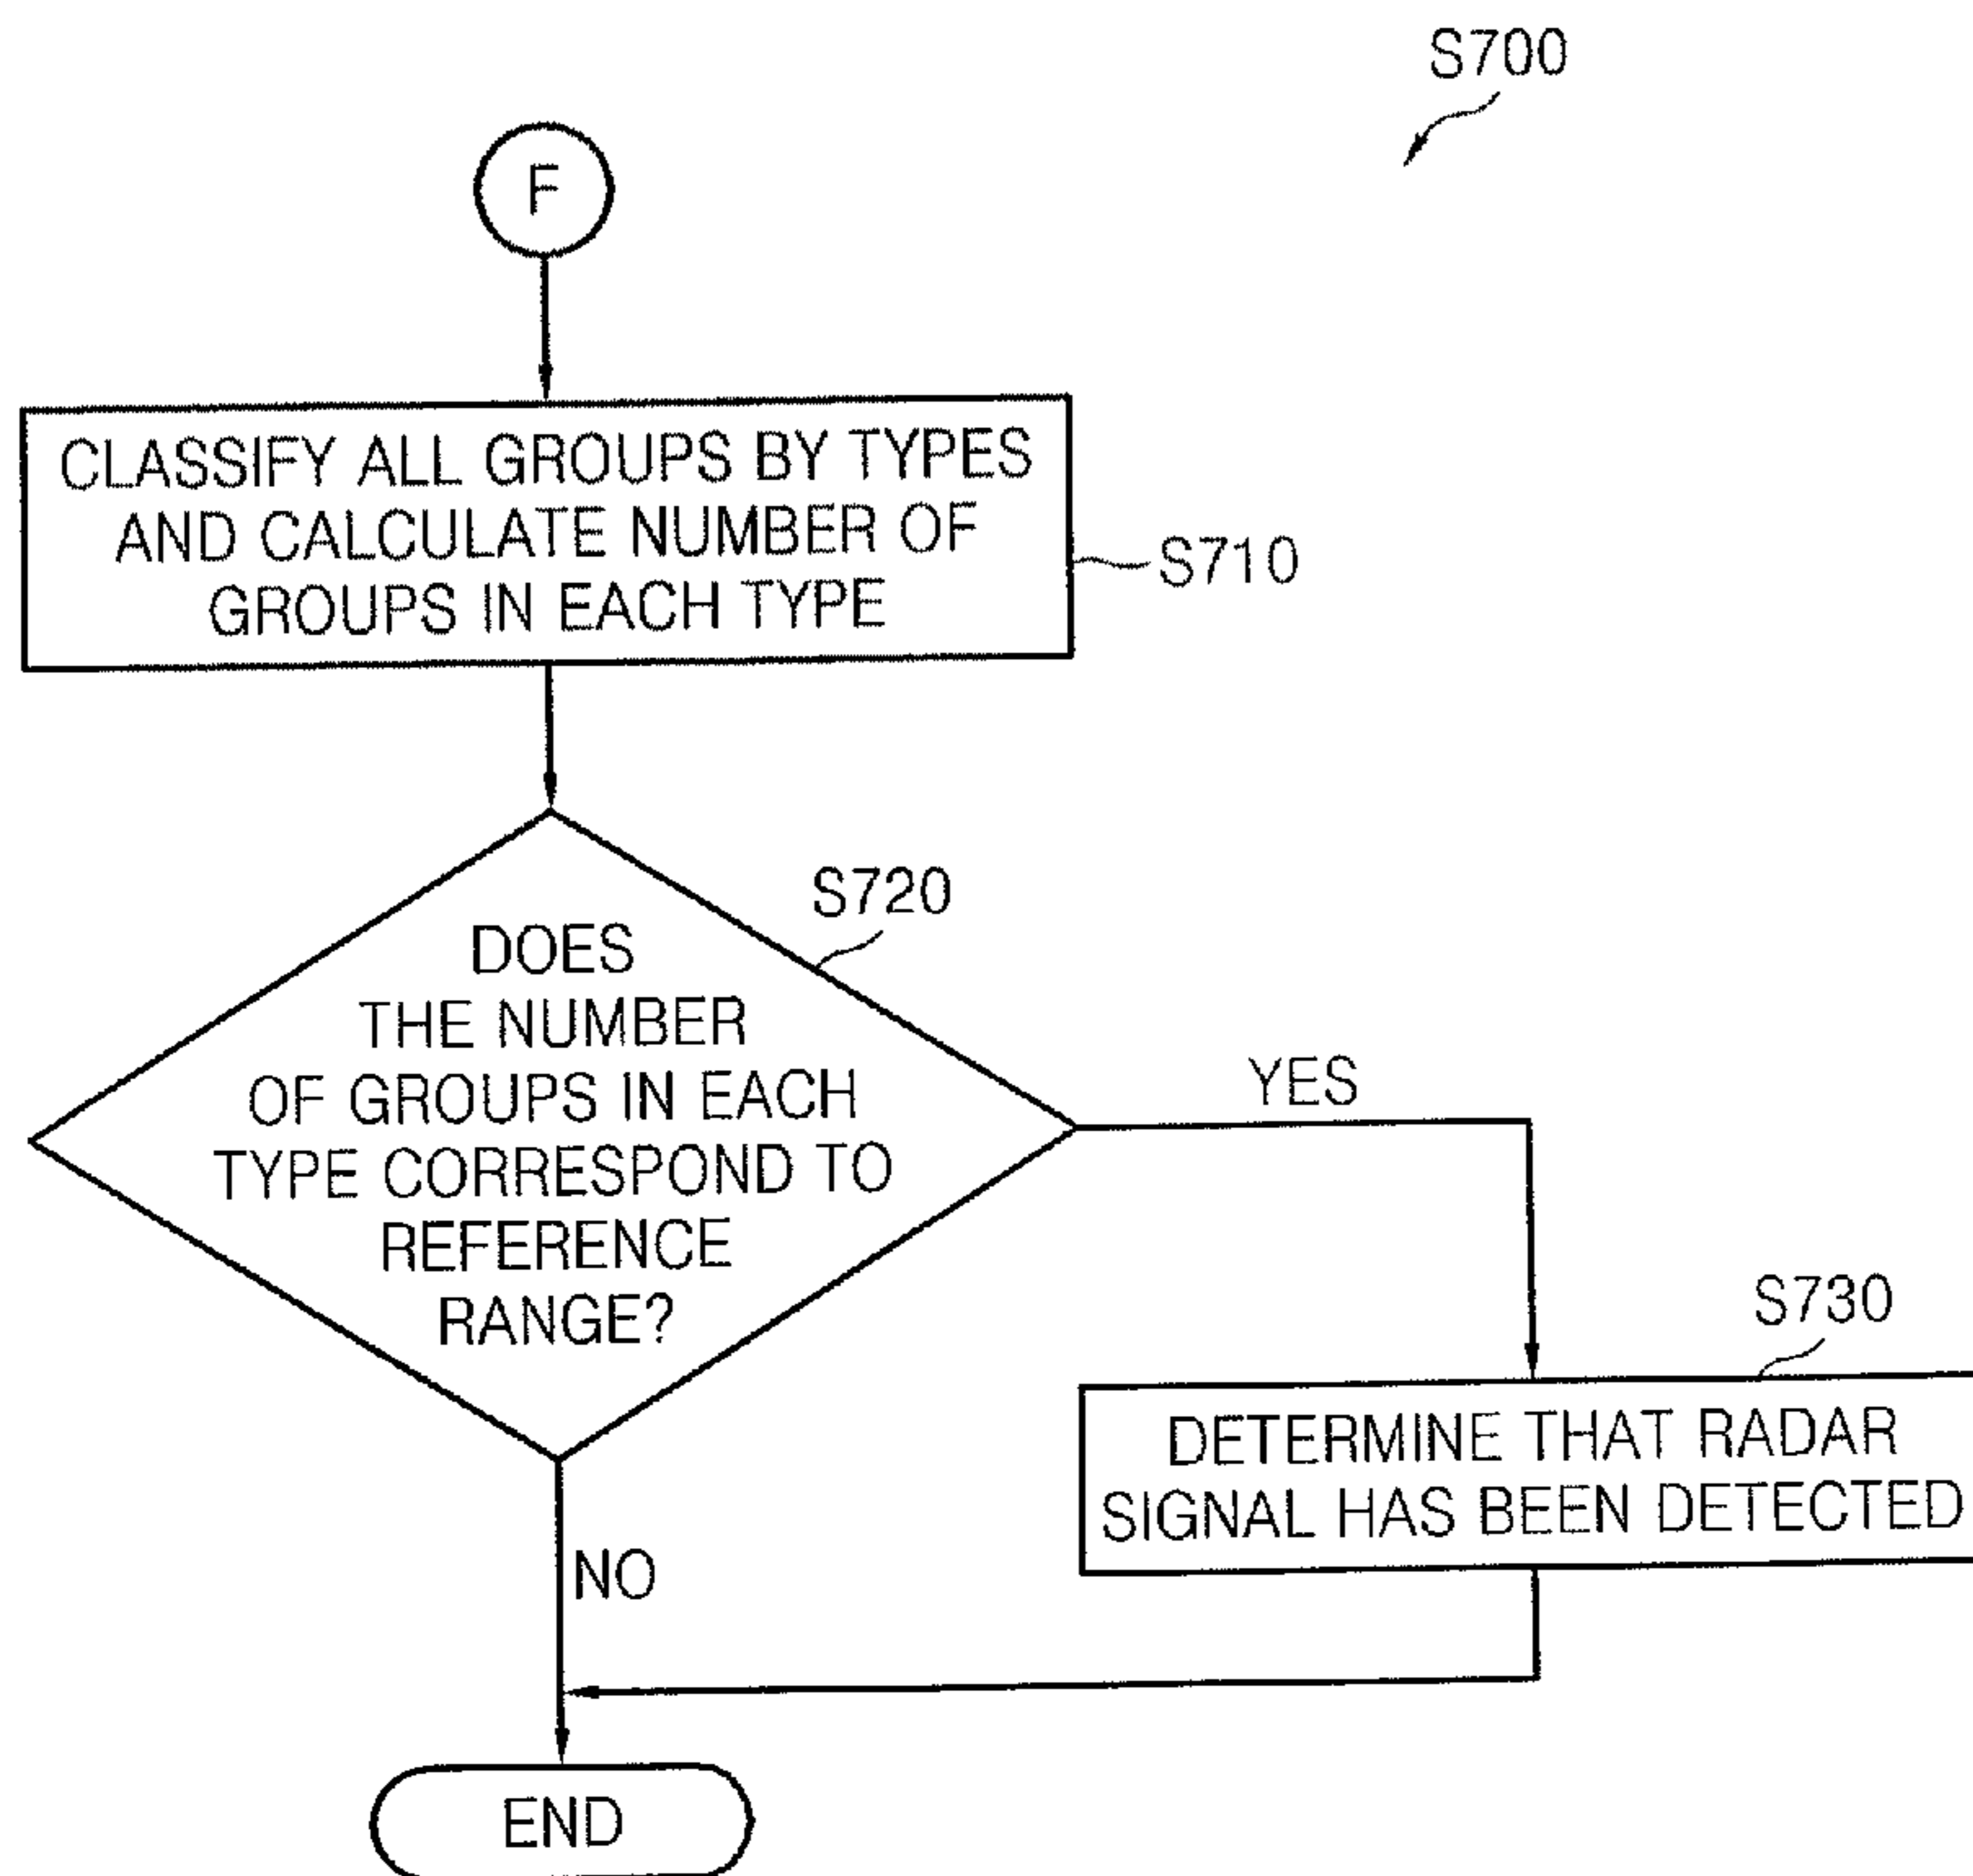 S700
F
CLASSIFY ALL GROUPS BY TYPES
AND CALCULATE NUMBER OF
GROUPS IN EACH TYPE
S710
S720
DOES
THE NUMBER
OF GROUPS IN EACH
TYPE CORRESPOND TO
REFERENCE
RANGE?
YES
S730
DETERMINE THAT RADAR
SIGNAL HAS BEEN DETECTED
NO
END